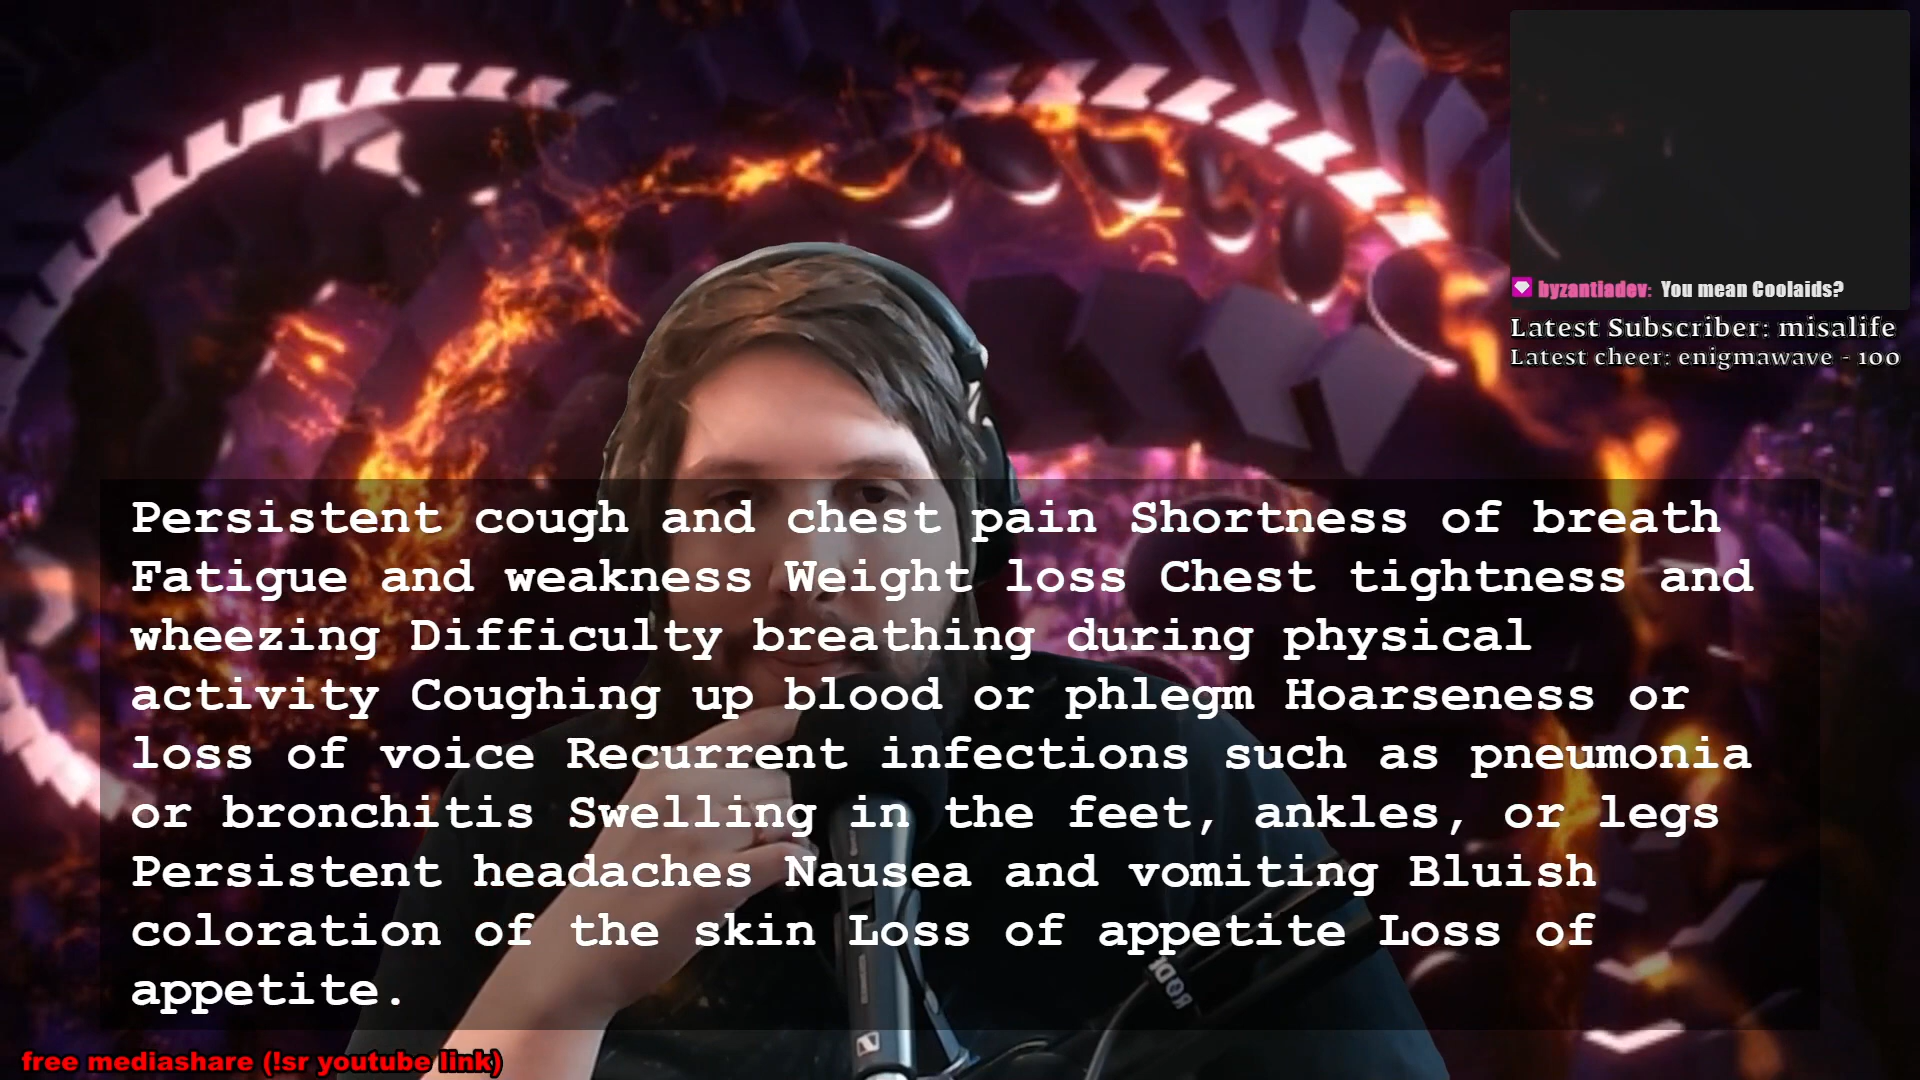 byzantiadev: You mean Coolaids?
Latest Subscriber: misalife
Latest cheer: enigmawave - 100
Persistent cough and chest pain Shortness of breath
Fatigue and weakness Weight loss Chest tightness and
wheezing Difficulty breathing during physical
activity Coughing up blood or phlegm Hoarseness or
loss of voice Recurrent infections such as pneumonia
or bronchitis Swelling in the feet, ankles, or legs
Persistent headaches Nausea and vomiting Bluish
coloration of the skin Loss of appetite Loss of
appetite.
RODE
free mediashare (!sr youtube link)